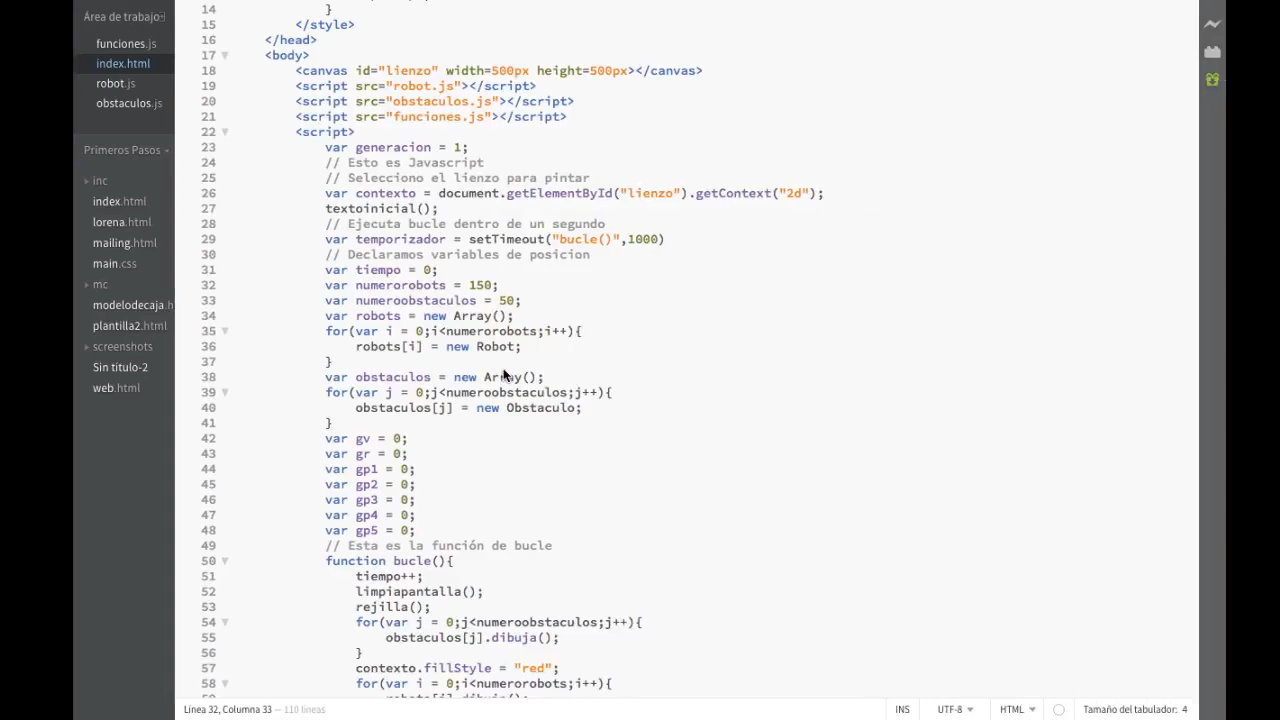 Área de trabajo
funciones.js
index.html
robot.js
obstaculos.js
Primeros Pasos
inc
index.html
lorena.html
mailing.html
main.css
mc
modelodecaja.h
plantilla2.html
screenshots
Sin título-2
web.html
14 }
15 </style>
16 </head>
17 <body>
18 <canvas id="lienzo" width=500px height=500px></canvas>
19 <script src="robot.js"></script>
20 <script src="obstaculos.js"></script>
21 <script src="funciones.js"></script>
22 <script>
23 var generacion = 1;
24 // Esto es Javascript
25 // Selecciono el lienzo para pintar
26 var contexto = document.getElementById("lienzo").getContext("2d");
27 textoinicial();
28 // Ejecuta bucle dentro de un segundo
29 var temporizador = setTimeout("bucle()",1000)
30 // Declaramos variables de posicion
31 var tiempo = 0;
32 var numerorobots = 150;
33 var numeroobstaculos = 50;
34 var robots = new Array();
35 for(var i = 0;i<numerorobots;i++){
36 robots[i] = new Robot;
37 }
38 var obstaculos = new Array();
39 for(var j = 0;j<numeroobstaculos;j++){
40 obstaculos[j] = new Obstaculo;
41 }
42 var gv = 0;
43 var gr = 0;
44 var gp1 = 0;
45 var gp2 = 0;
46 var gp3 = 0;
47 var gp4 = 0;
48 var gp5 = 0;
49 // Esta es la función de bucle
50 function bucle(){
51 tiempo++;
52 limpiapantalla();
53 rejilla();
54 for(var j = 0;j<numeroobstaculos;j++){
55 obstaculos[j].dibuja();
56 }
57 contexto.fillStyle = "red";
58 for(var i = 0;i<numerorobots;i++){
Línea 32, Columna 33 — 110 líneas
INS
UTF-8
HTML
Tamaño del tabulador: 4